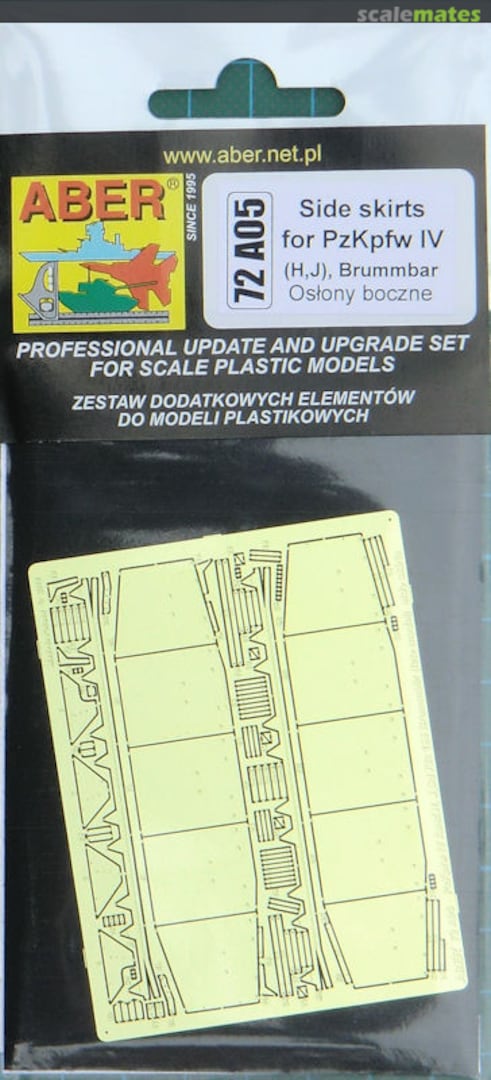 scalemates
www.aber.net.pl
ABER®
SINCE 1995
72 A05
Side skirts
for PzKpfw IV
(H,J), Brummbar
Osłony boczne
PROFESSIONAL UPDATE AND UPGRADE SET
FOR SCALE PLASTIC MODELS
ZESTAW DODATKOWYCH ELEMENTÓW
DO MODELI PLASTIKOWYCH